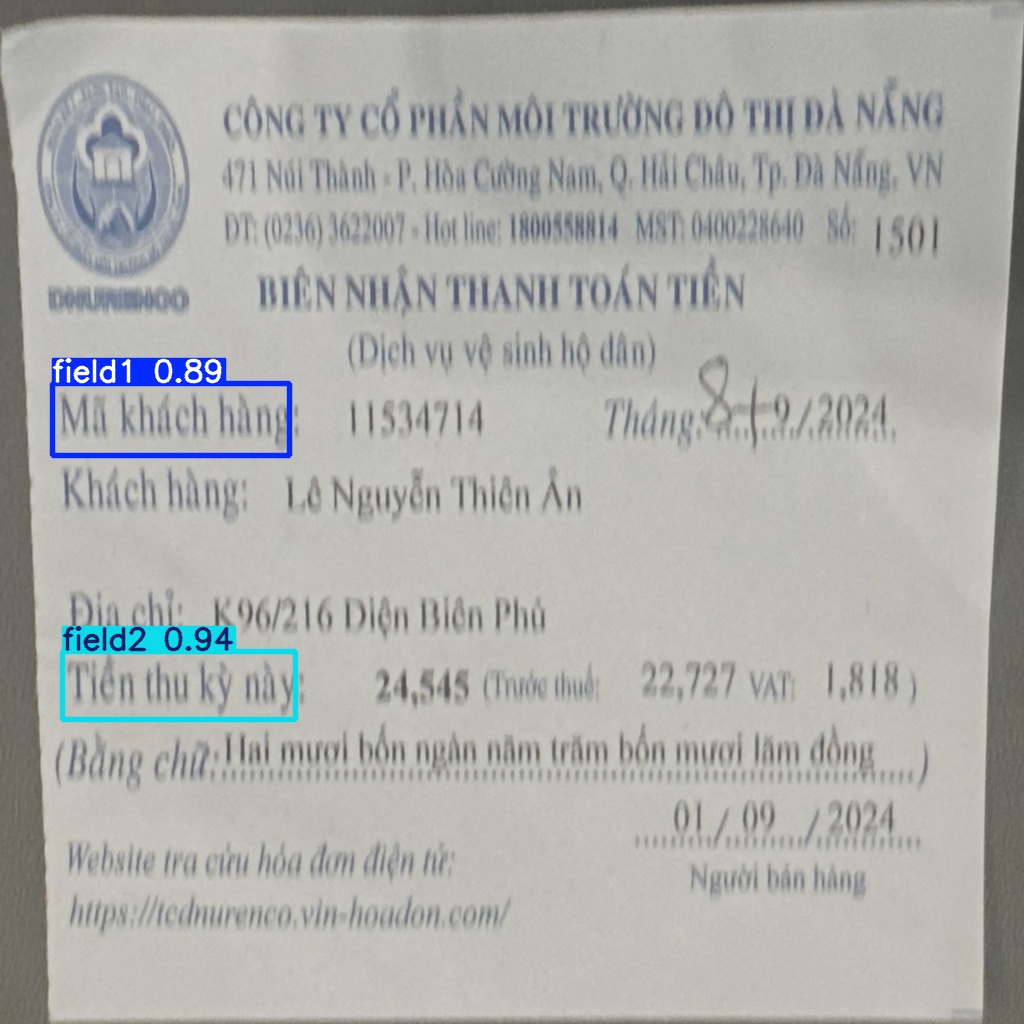 CÔNG TY CỔ PHẦN MÔI TRƯỜNG ĐÔ THỊ ĐÀ NẴNG
471 Núi Thành - P. Hòa Cường Nam, Q. Hải Châu, Tp. Đà Nẵng, VN
ĐT: (0236) 3622007 - Hot line: 1800558814 MST: 0400228640 Số: 1501
DNURENCO
BIÊN NHẬN THANH TOÁN TIỀN
(Dịch vụ vệ sinh hộ dân)
field1 0.89
Mã khách hàng: 11534714 Tháng: 8+9/2024
Khách hàng: Lê Nguyễn Thiên Ân
Địa chỉ: K96/216 Điện Biên Phủ
field2 0.94
Tiền thu kỳ này: 24,545 (Trước thuế: 22,727 VAT: 1,818 )
(Bằng chữ: Hai mươi bốn ngàn năm trăm bốn mươi lăm đồng )
01 / 09 / 2024
Website tra cứu hóa đơn điện tử:
Người bán hàng
https://tcdnurenco.vin-hoadon.com/